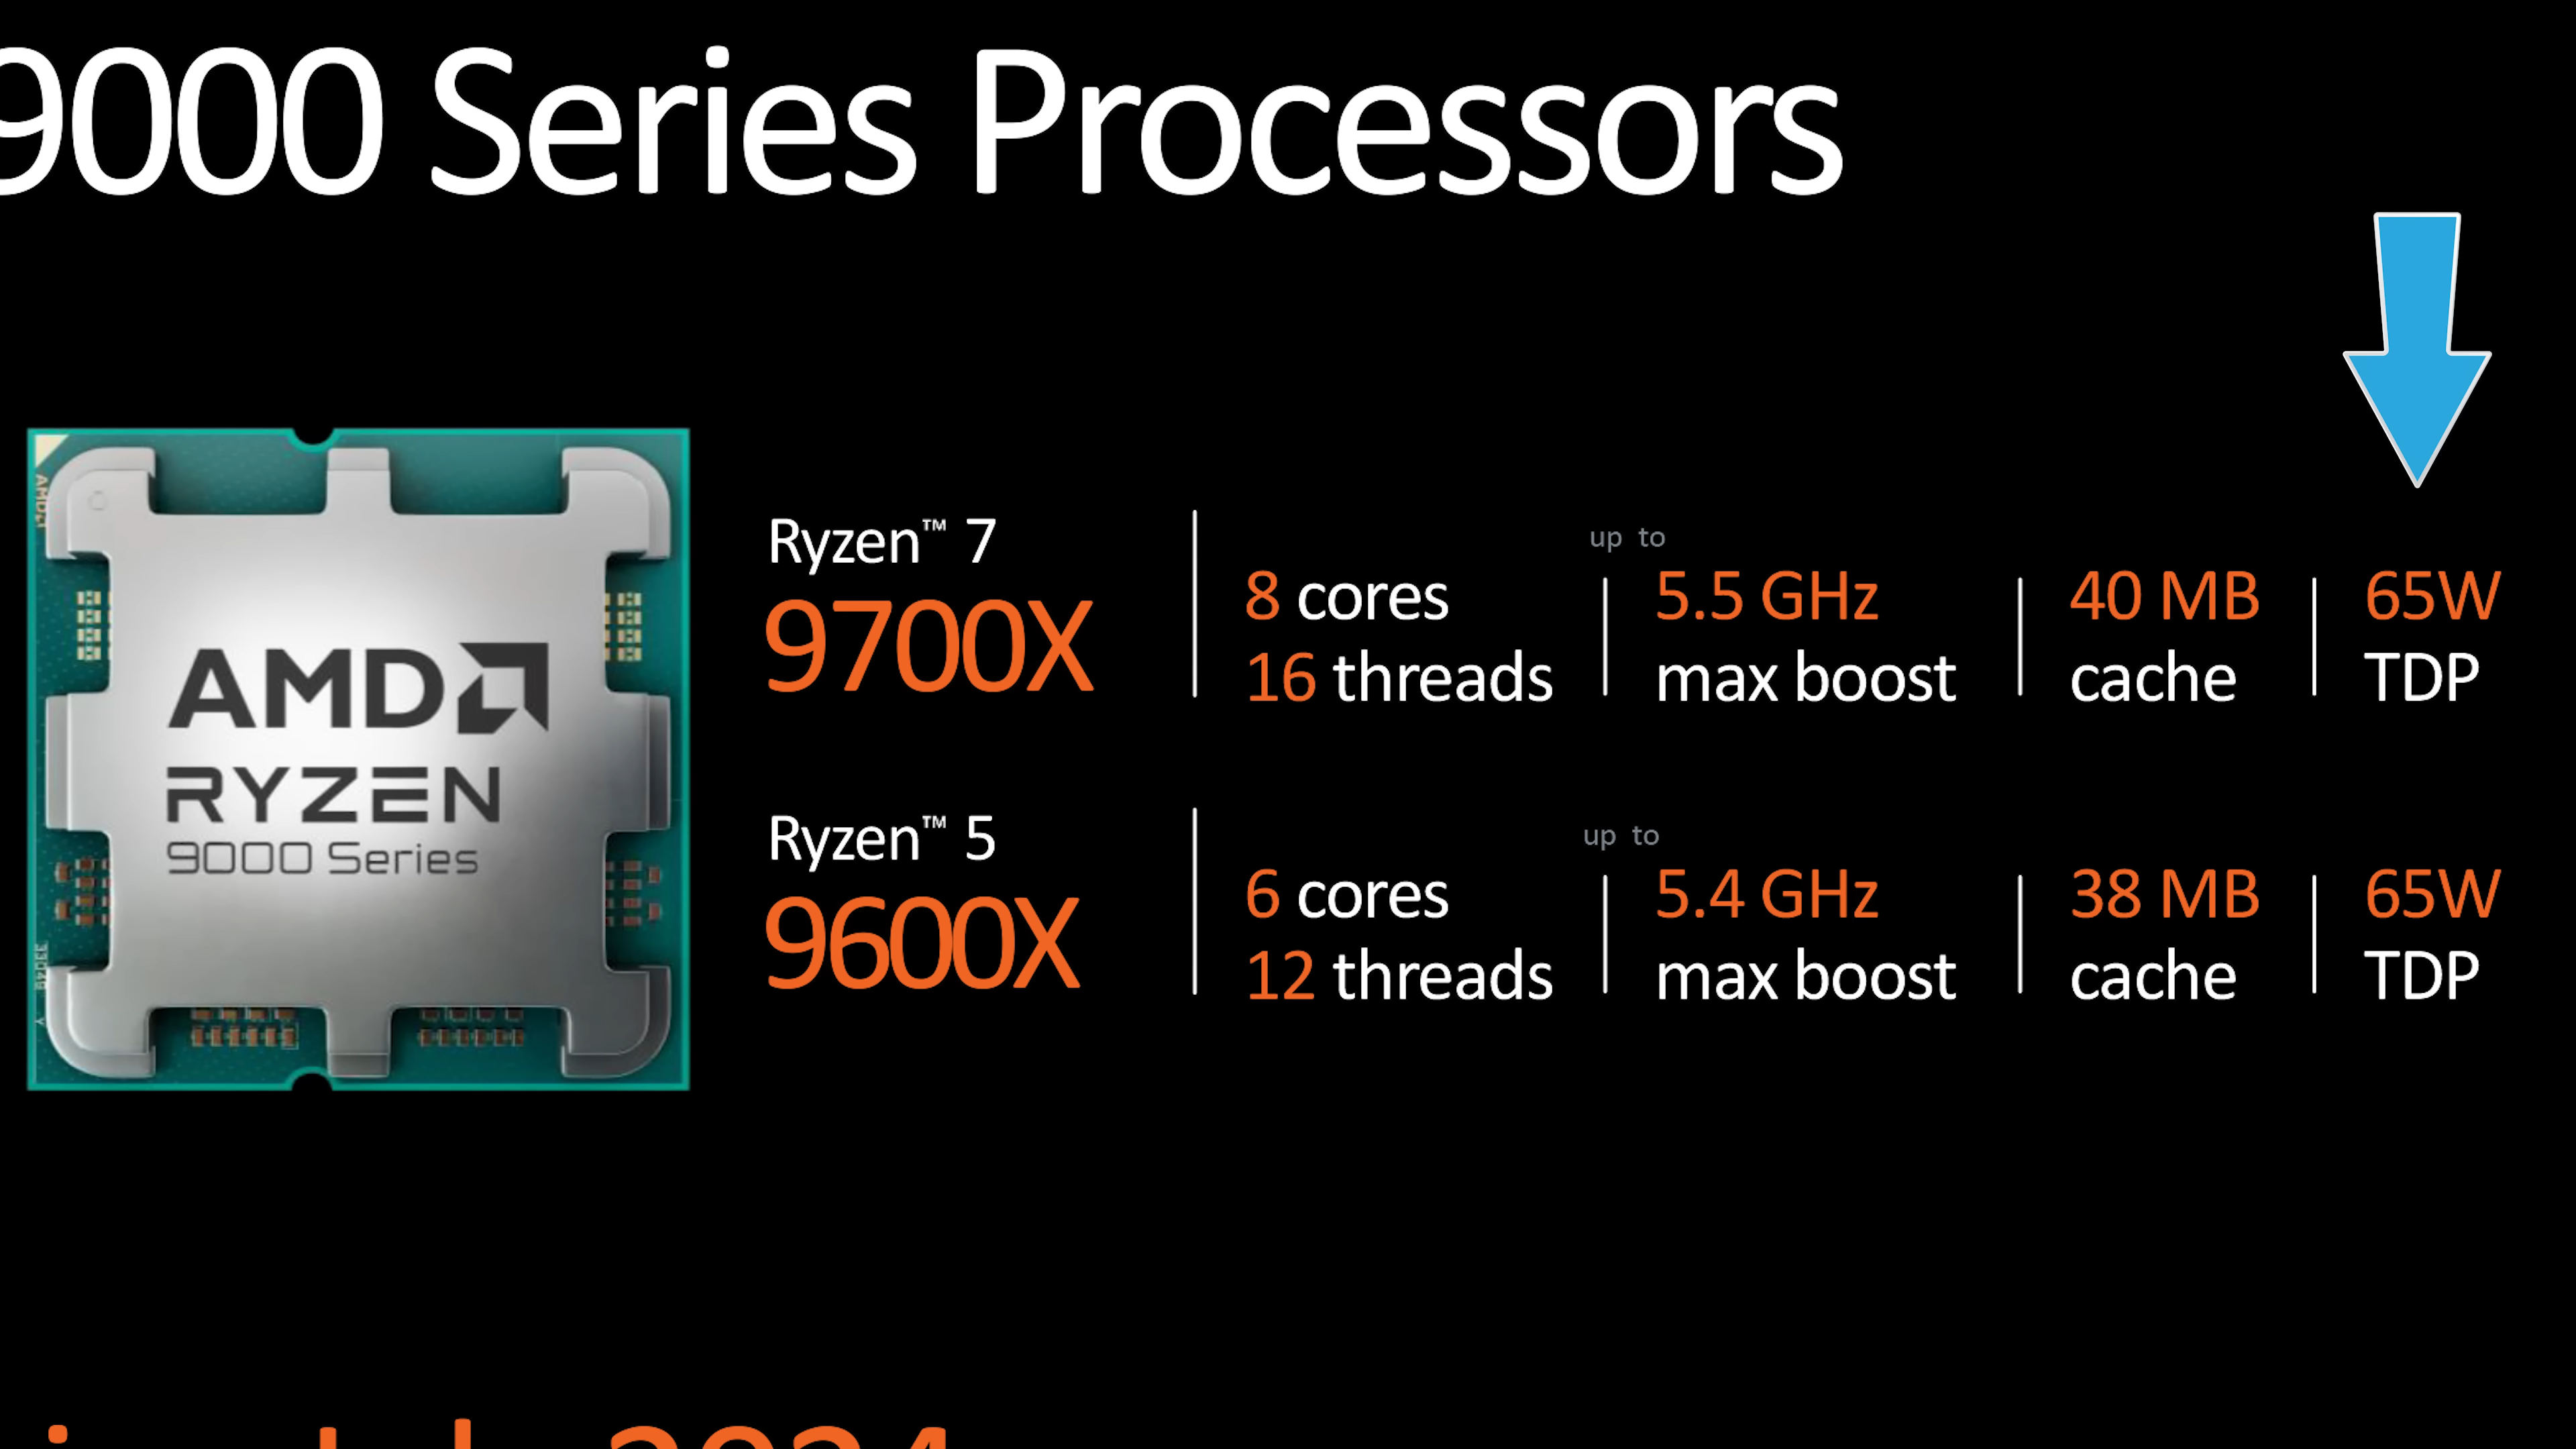 9000 Series Processors
AMD
RYZEN
9000 Series
Ryzen™ 7
9700X
8 cores
16 threads
up to
5.5 GHz
max boost
40 MB
cache
65W
TDP
Ryzen™ 5
9600X
6 cores
12 threads
up to
5.4 GHz
max boost
38 MB
cache
65W
TDP
2024